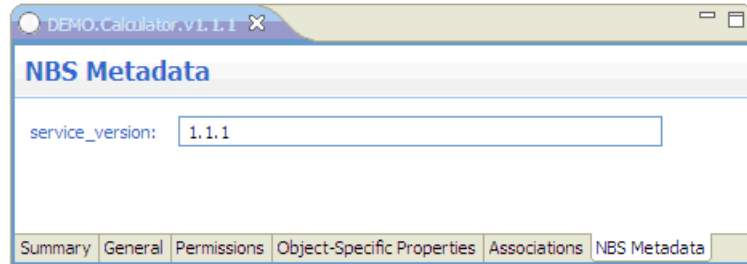 DEMO.Calculator.v1.1.1
NBS Metadata
service_version: 1.1.1
Summary General Permissions Object-Specific Properties Associations NBS Metadata